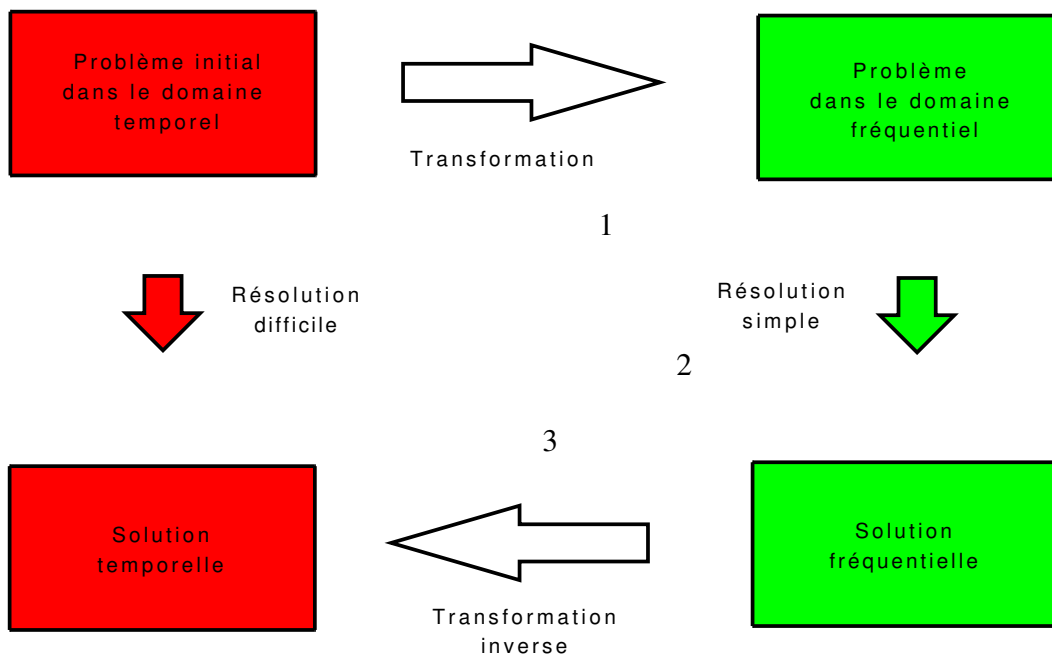 Problème initial
dans le domaine
temporel
Transformation
Problème
dans le domaine
fréquentiel
1
Résolution
difficile
Résolution
simple
2
3
Solution
temporelle
Transformation
inverse
Solution
fréquentielle